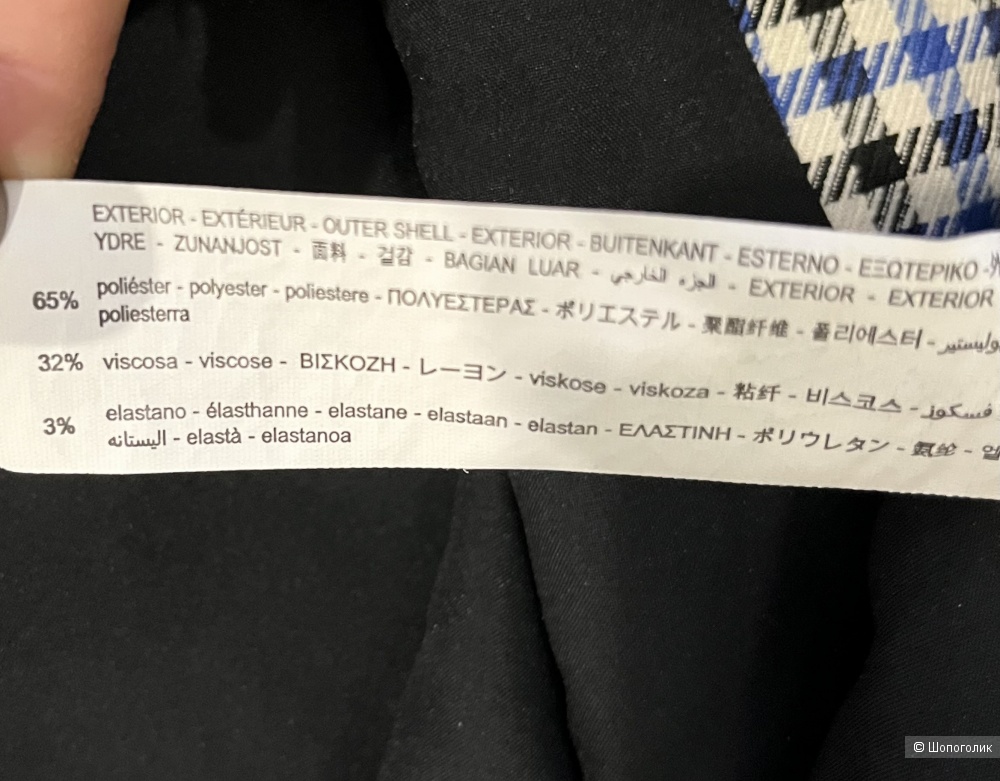 EXTERIOR - EXTÉRIEUR - OUTER SHELL - EXTERIOR - BUITENKANT - ESTERNO - ΕΞΩΤΕΡΙΚΟ -
YDRE - ZUNANJOST - 面料 - 겉감 - BAGIAN LUAR - الجزء الخارجي - EXTERIOR - EXTERIOR
65% poliéster - polyester - poliestere - ΠΟΛΥΕΣΤΕΡΑΣ - ポリエステル - 聚酯纤维 - 폴리에스터 -
poliesterra
32% viscosa - viscose - ΒΙΣΚΟΖΗ - レーヨン - viskose - viskoza - 粘纤 - 비스코스 - فسكوز
3% elastano - élasthanne - elastane - elastaan - elastan - ΕΛΑΣΤΙΝΗ - ポリウレタン - 氨纶 -
اليستانه - elastà - elastanoa
© Шопоголик